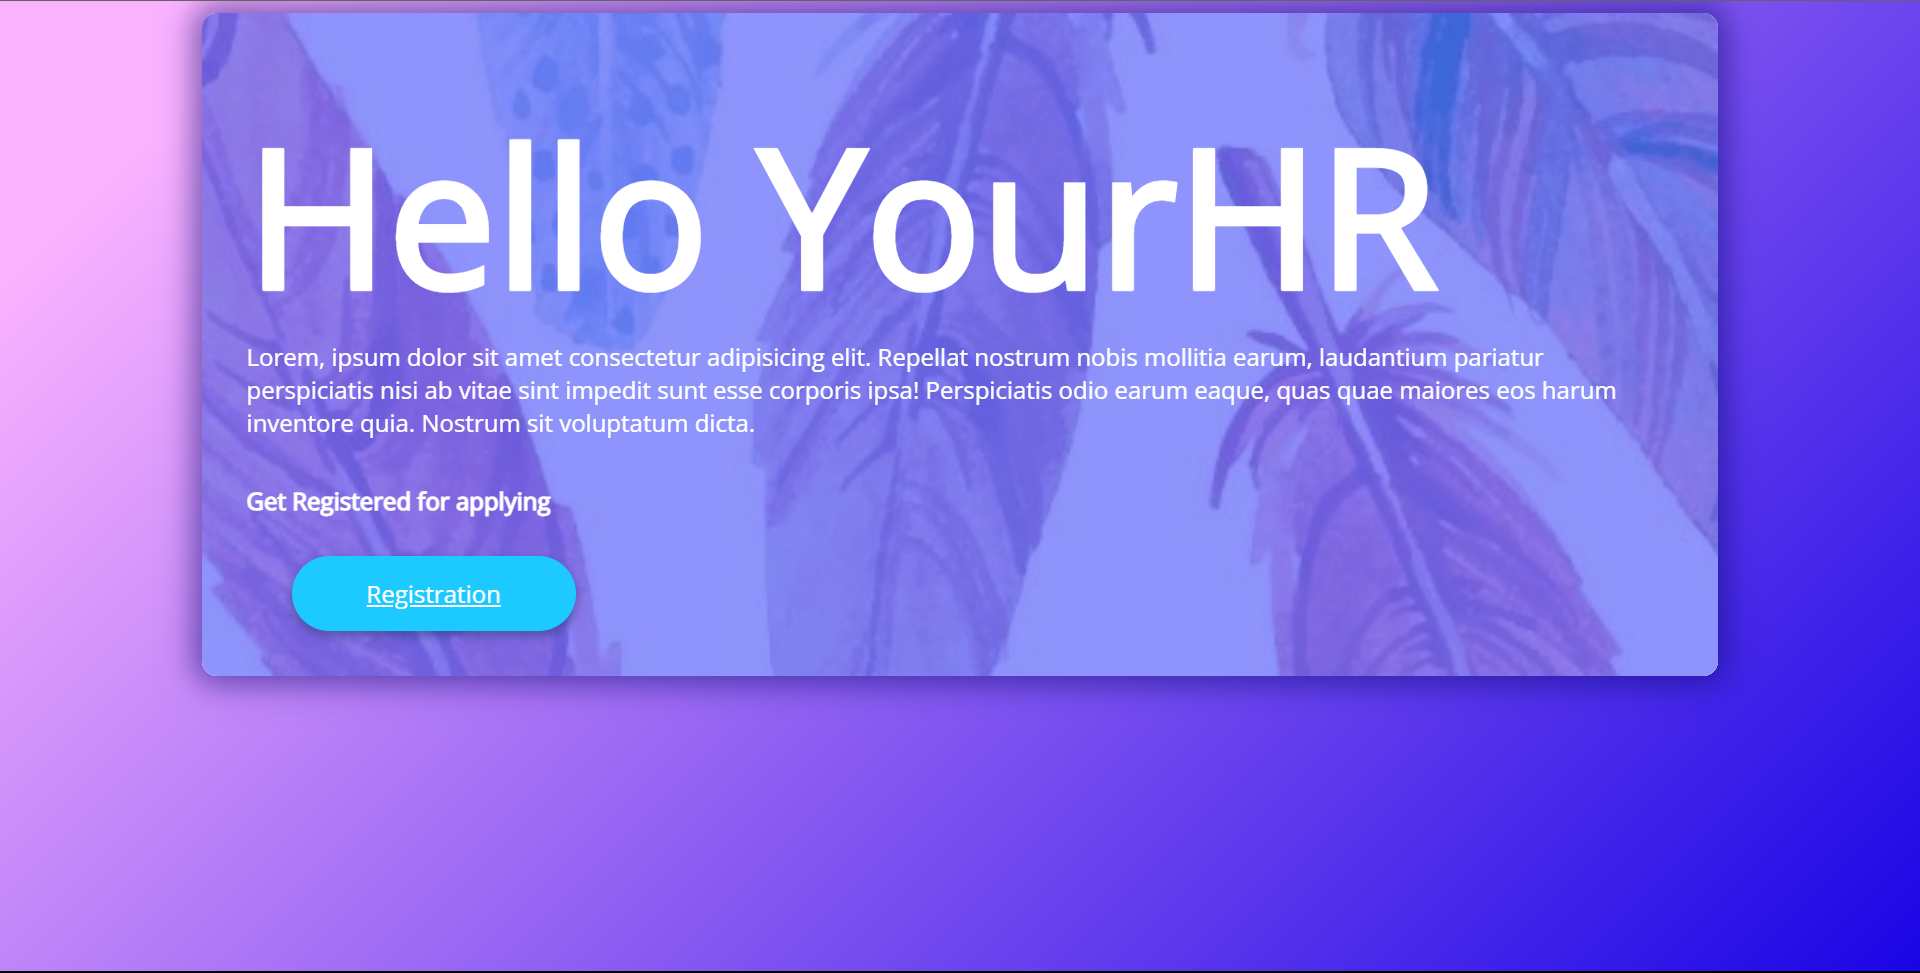 Hello YourHR
Lorem, ipsum dolor sit amet consectetur adipisicing elit. Repellat nostrum nobis mollitia earum, laudantium pariatur
perspiciatis nisi ab vitae sint impedit sunt esse corporis ipsa! Perspiciatis odio earum eaque, quas quae maiores eos harum
inventore quia. Nostrum sit voluptatum dicta.
Get Registered for applying
Registration